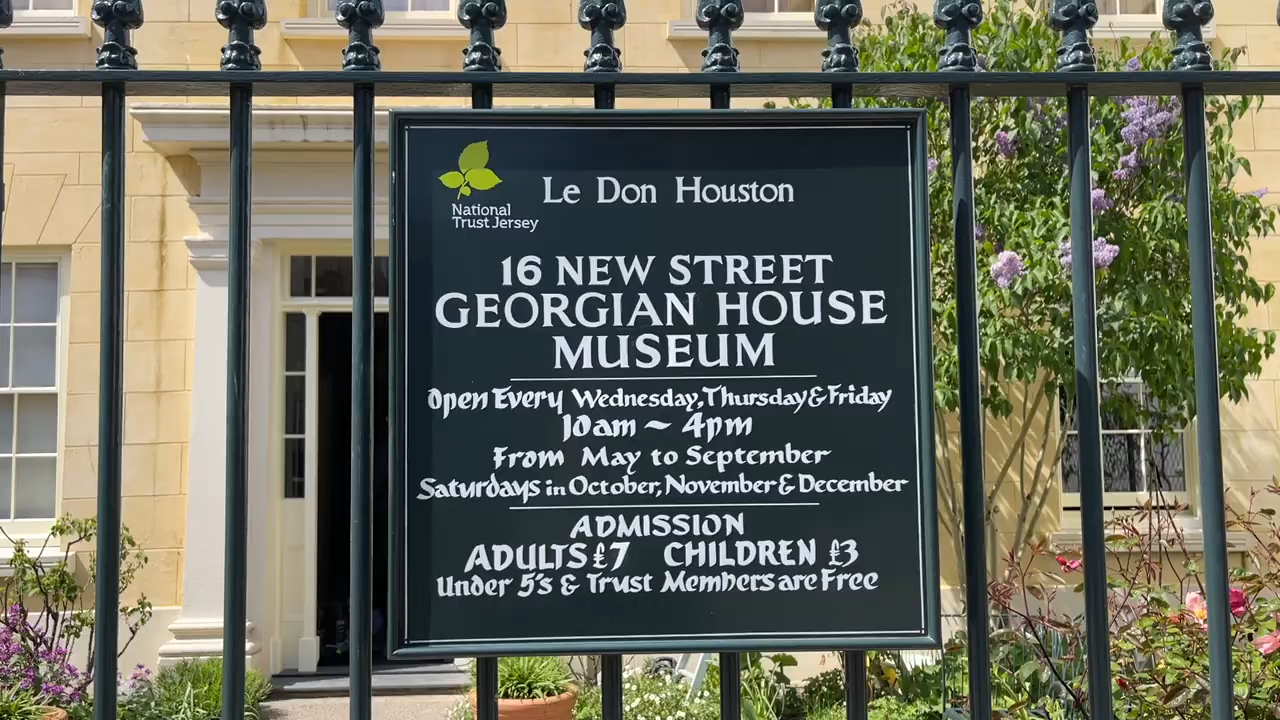 National
Trust Jersey
Le Don Houston
16 NEW STREET
GEORGIAN HOUSE
MUSEUM
Open Every Wednesday, Thursday & Friday
10am ~ 4pm
From May to September
Saturdays in October, November & December
ADMISSION
ADULTS £7 CHILDREN £3
Under 5's & Trust Members are Free